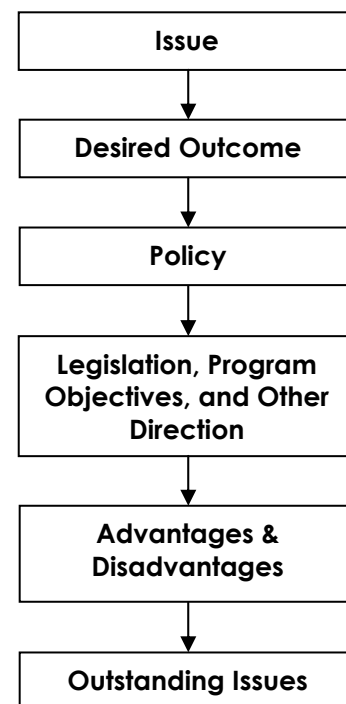 Issue
Desired Outcome
Policy
Legislation, Program
Objectives, and Other
Direction
Advantages &
Disadvantages
Outstanding Issues